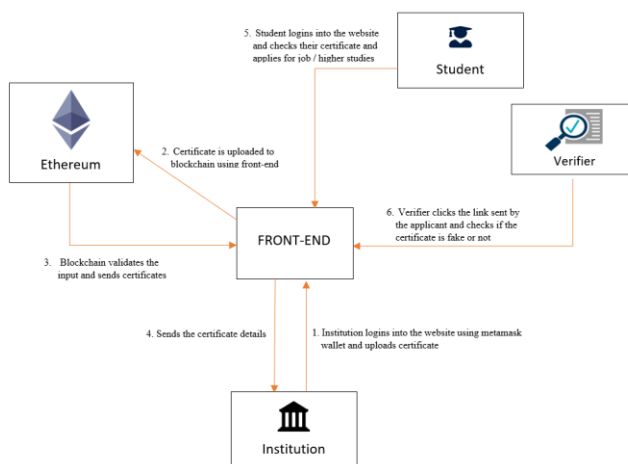 5. Student logins into the website
and checks their certificate and
applies for job / higher studies
Student
Ethereum
2. Certificate is uploaded to
blockchain using front-end
Verifier
FRONT-END
6. Verifier clicks the link sent by
the applicant and checks if the
certificate is fake or not
3. Blockchain validates the
input and sends certificates
4. Sends the certificate details
1. Institution logins into the website using metamask
wallet and uploads certificate
Institution